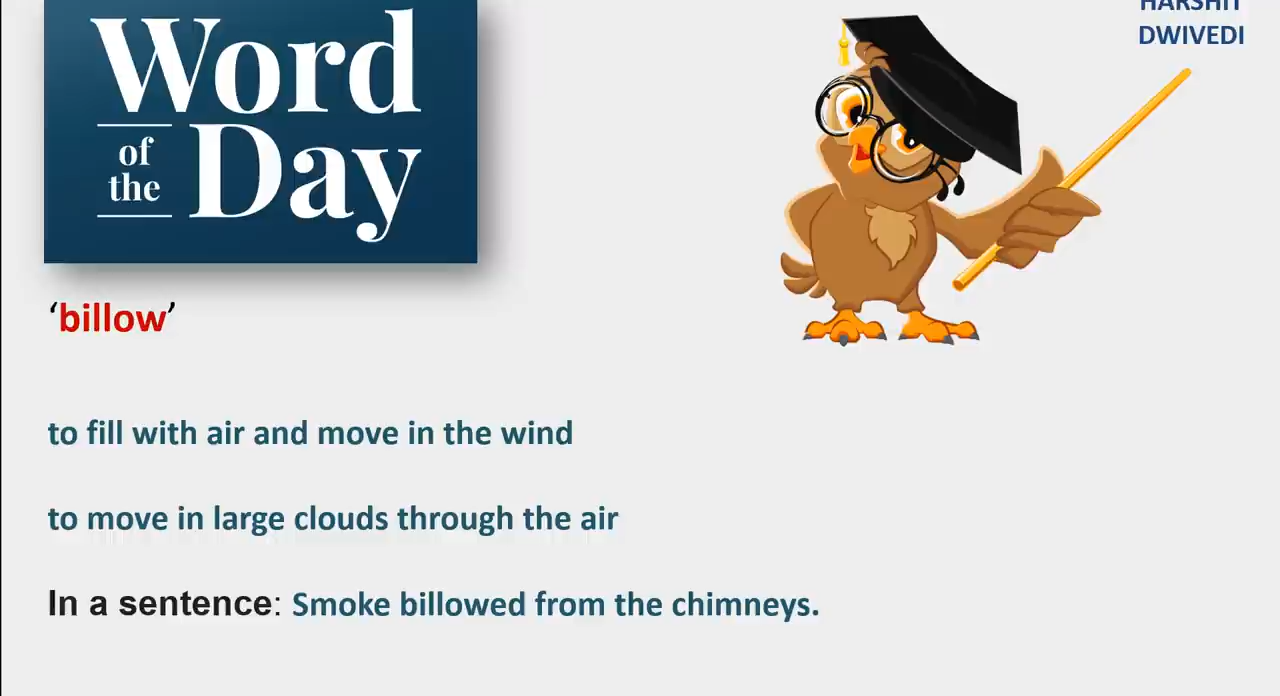 Word
of
the
Day
HARSHIT
DWIVEDI
‘billow’
to fill with air and move in the wind
to move in large clouds through the air
In a sentence: Smoke billowed from the chimneys.